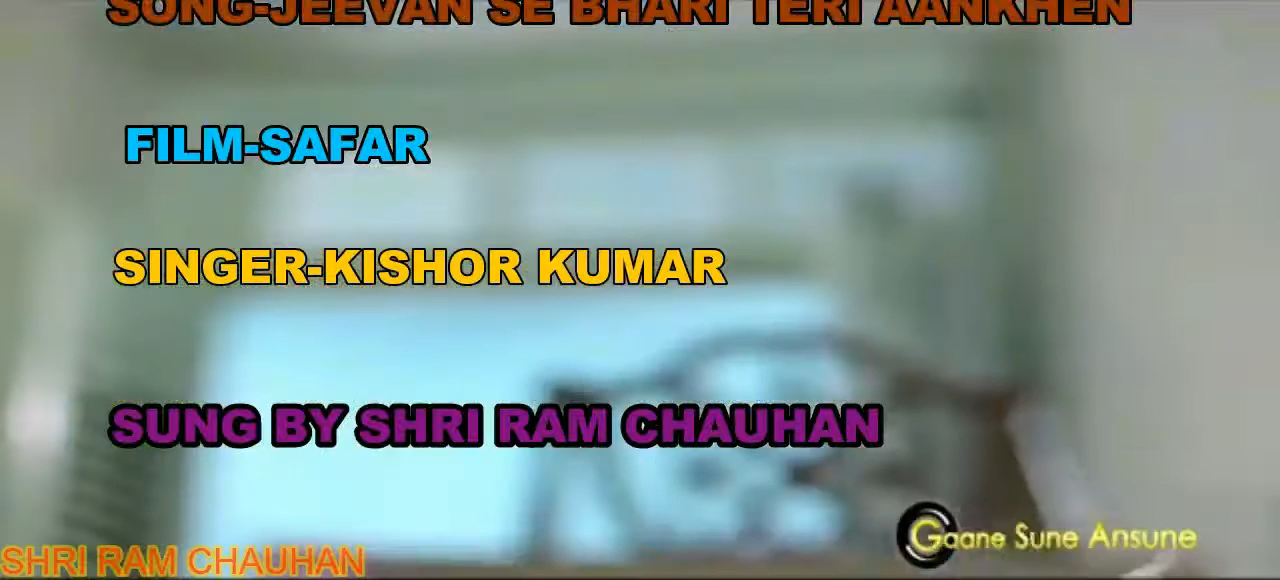 SONG-JEEVAN SE BHARI TERI AANKHEN
FILM-SAFAR
SINGER-KISHOR KUMAR
SUNG BY SHRI RAM CHAUHAN
SHRI RAM CHAUHAN
Gaane Sune Ansune